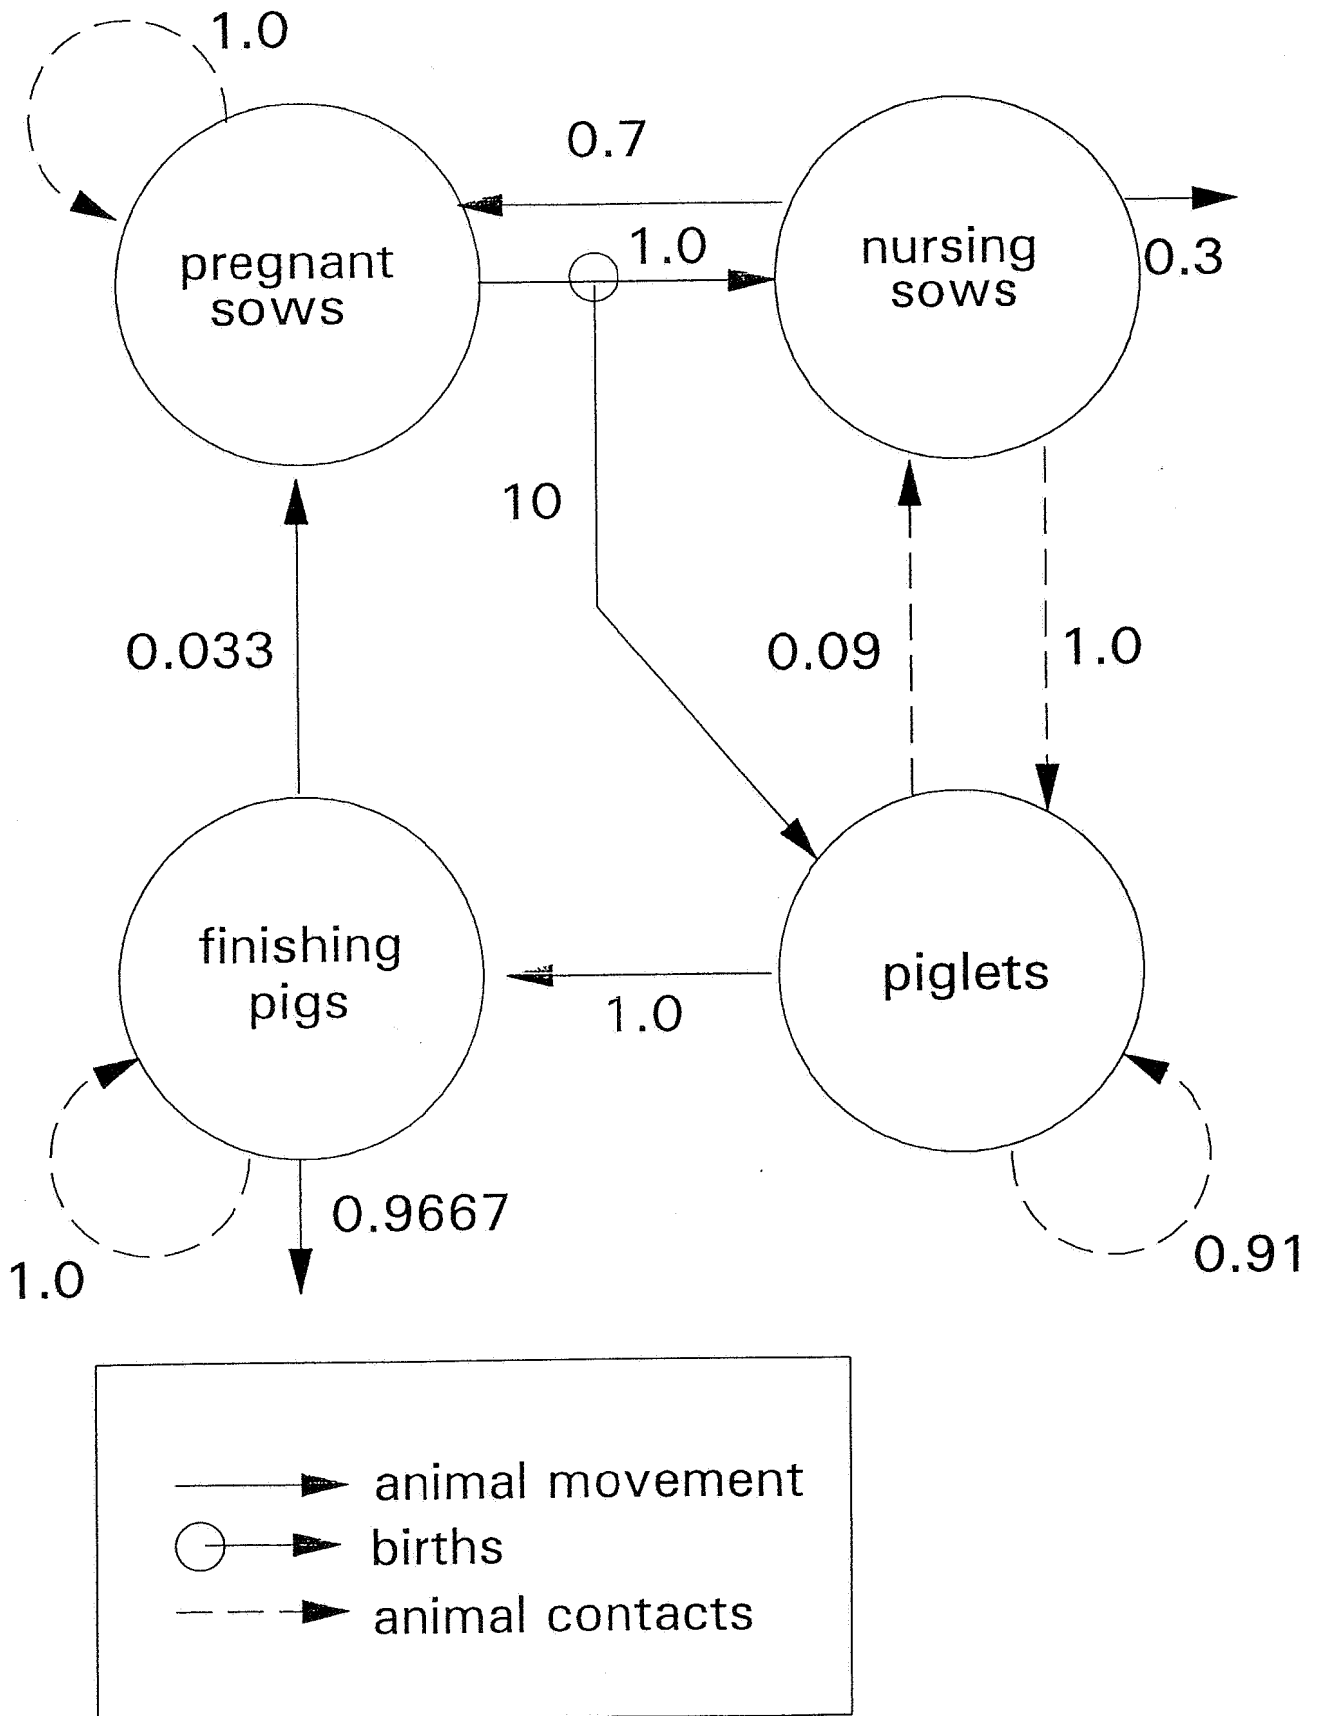 1.0
0.7
1.0
pregnant
sows
nursing
sows
0.3
10
0.033
0.09
1.0
finishing
pigs
piglets
1.0
0.9667
1.0
0.91
animal movement
births
animal contacts